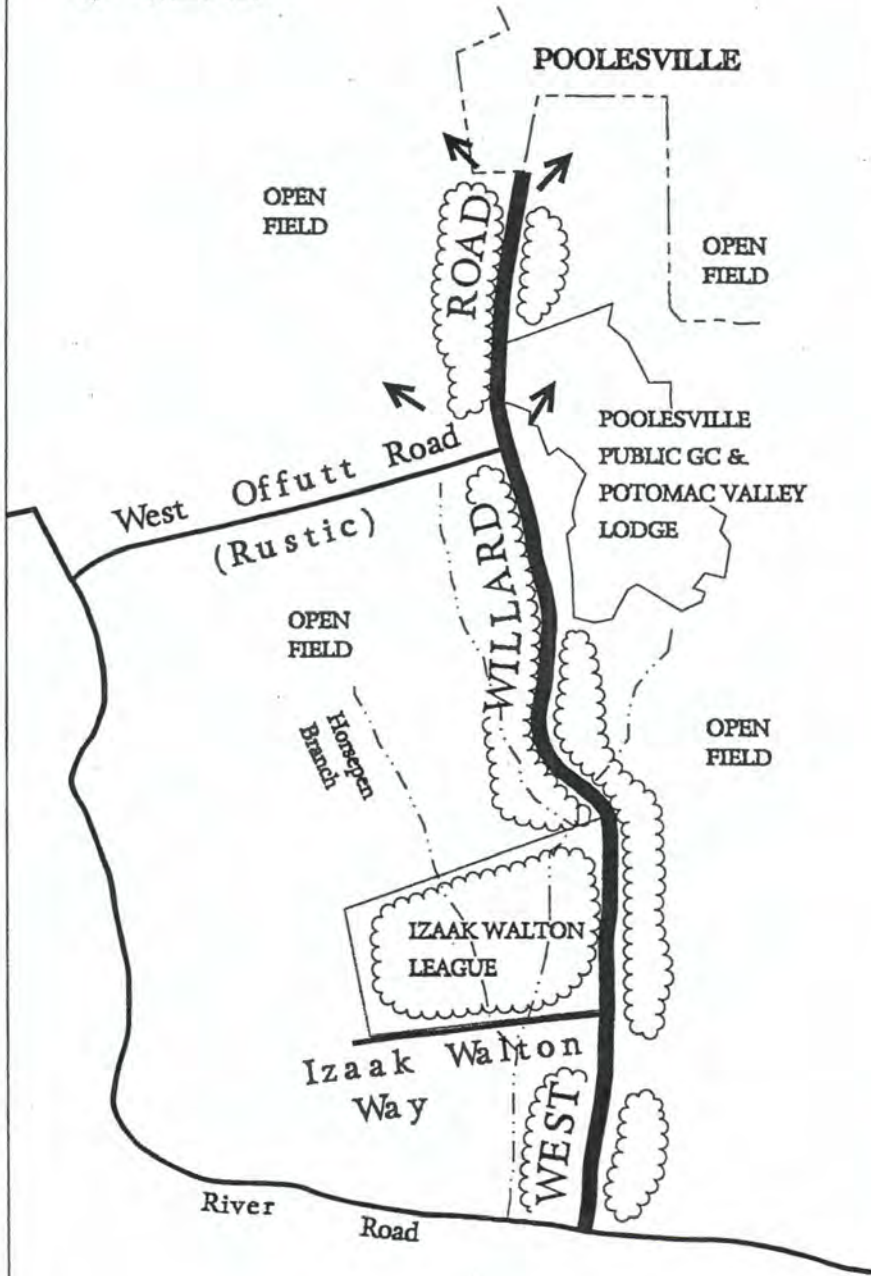 POOLESVILLE
OPEN
FIELD
ROAD
OPEN
FIELD
POOLESVILLE
PUBLIC GC &
POTOMAC VALLEY
LODGE
West Offutt Road
(Rustic)
WILLARD
OPEN
FIELD
Horsepen
Branch
OPEN
FIELD
IZAAK WALTON
LEAGUE
Izaak Walton
Way
WEST
River Road